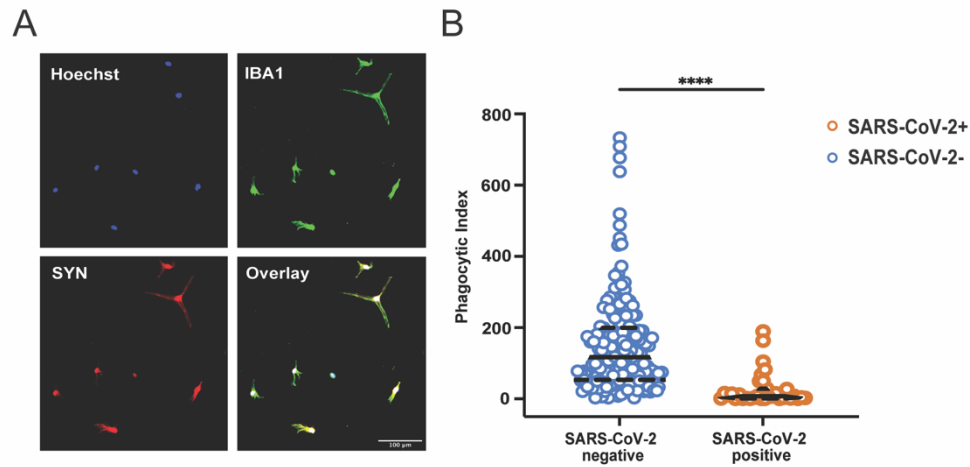 A
Hoechst
IBA1
SYN
Overlay
100 µm
B
****
Phagocytic Index
800
600
400
200
0
SARS-CoV-2
negative
SARS-CoV-2
positive
SARS-CoV-2+
SARS-CoV-2-